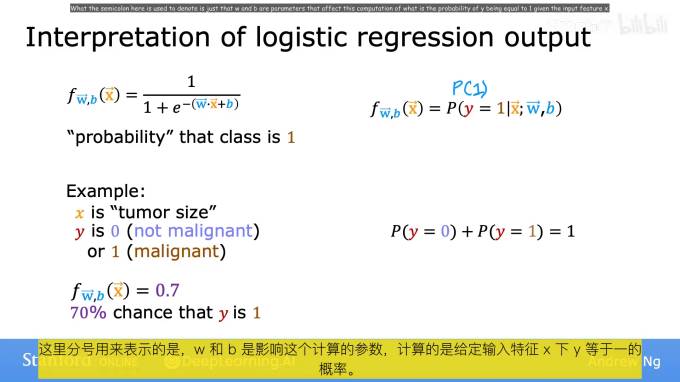 What the semicolon here is used to denote is just that w and b are parameters that affect this computation of what is the probability of y being equal to 1 given the input feature x.
bilibili
Interpretation of logistic regression output
f_{w⃗,b}(x⃗) = 1 / (1 + e^{-(w⃗·x⃗+b)})
P(1)
f_{w⃗,b}(x⃗) = P(y = 1|x⃗; w⃗,b)
“probability” that class is 1
Example:
x is “tumor size”
y is 0 (not malignant)
or 1 (malignant)
P(y = 0) + P(y = 1) = 1
f_{w⃗,b}(x⃗) = 0.7
70% chance that y is 1
这里分号用来表示的是，w 和 b 是影响这个计算的参数，计算的是给定输入特征 x 下 y 等于一的
概率。
Stanford ONLINE DeepLearning.AI Andrew Ng